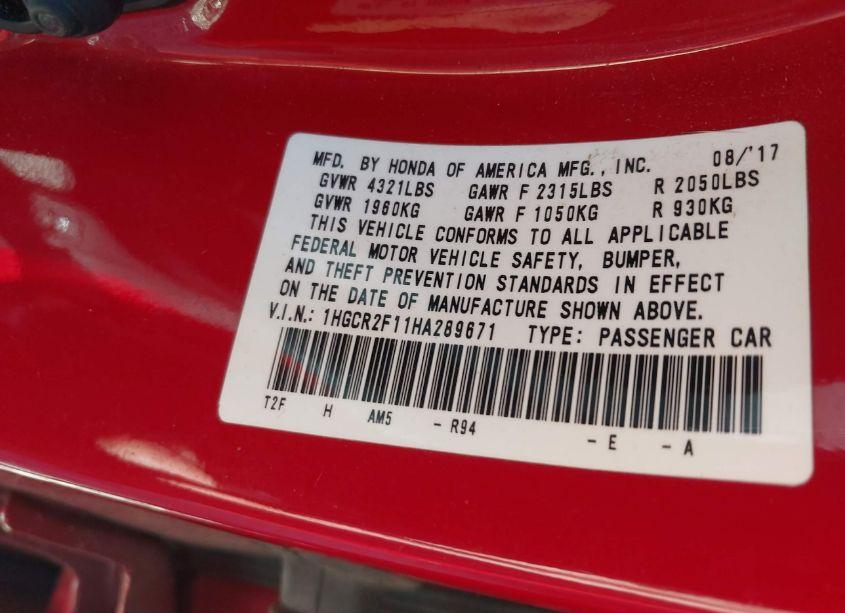 MFD. BY HONDA OF AMERICA MFG., INC. 08/'17
GVWR 4321LBS GAWR F 2315LBS R 2050LBS
GVWR 1960KG GAWR F 1050KG R 930KG
THIS VEHICLE CONFORMS TO ALL APPLICABLE
FEDERAL MOTOR VEHICLE SAFETY, BUMPER,
AND THEFT PREVENTION STANDARDS IN EFFECT
ON THE DATE OF MANUFACTURE SHOWN ABOVE.
V.I.N.: 1HGCR2F11HA289671 TYPE: PASSENGER CAR
T2F H AM5 - R94 - E - A